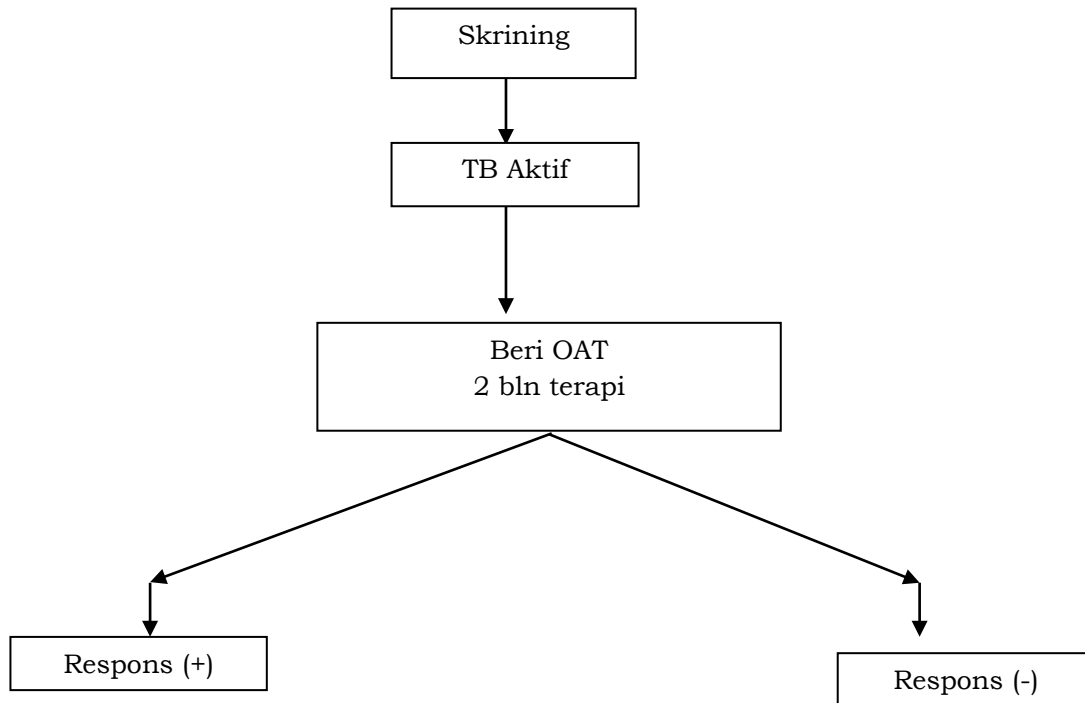 Skrining
TB Aktif
Beri OAT
2 bln terapi
Respons (+)
Respons (-)